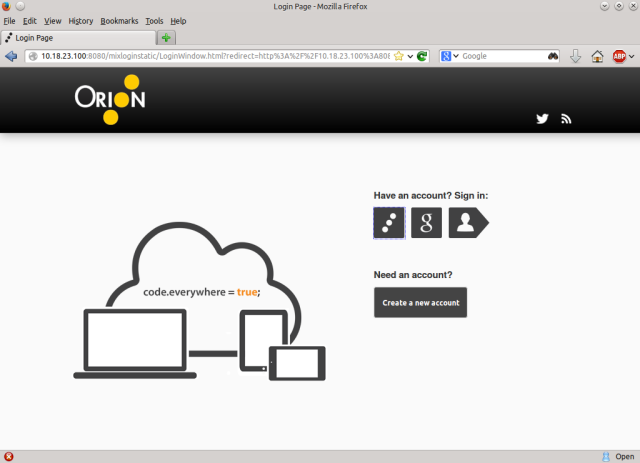 Login Page - Mozilla Firefox
File Edit View History Bookmarks Tools Help
Login Page
10.18.23.100:8080/mixloginstatic/LoginWindow.html?redirect=http%3A%2F%2F10.18.23.100%3A808
Google
ABP
ORION
Have an account? Sign in:
g
Need an account?
Create a new account
code.everywhere = true;
Open